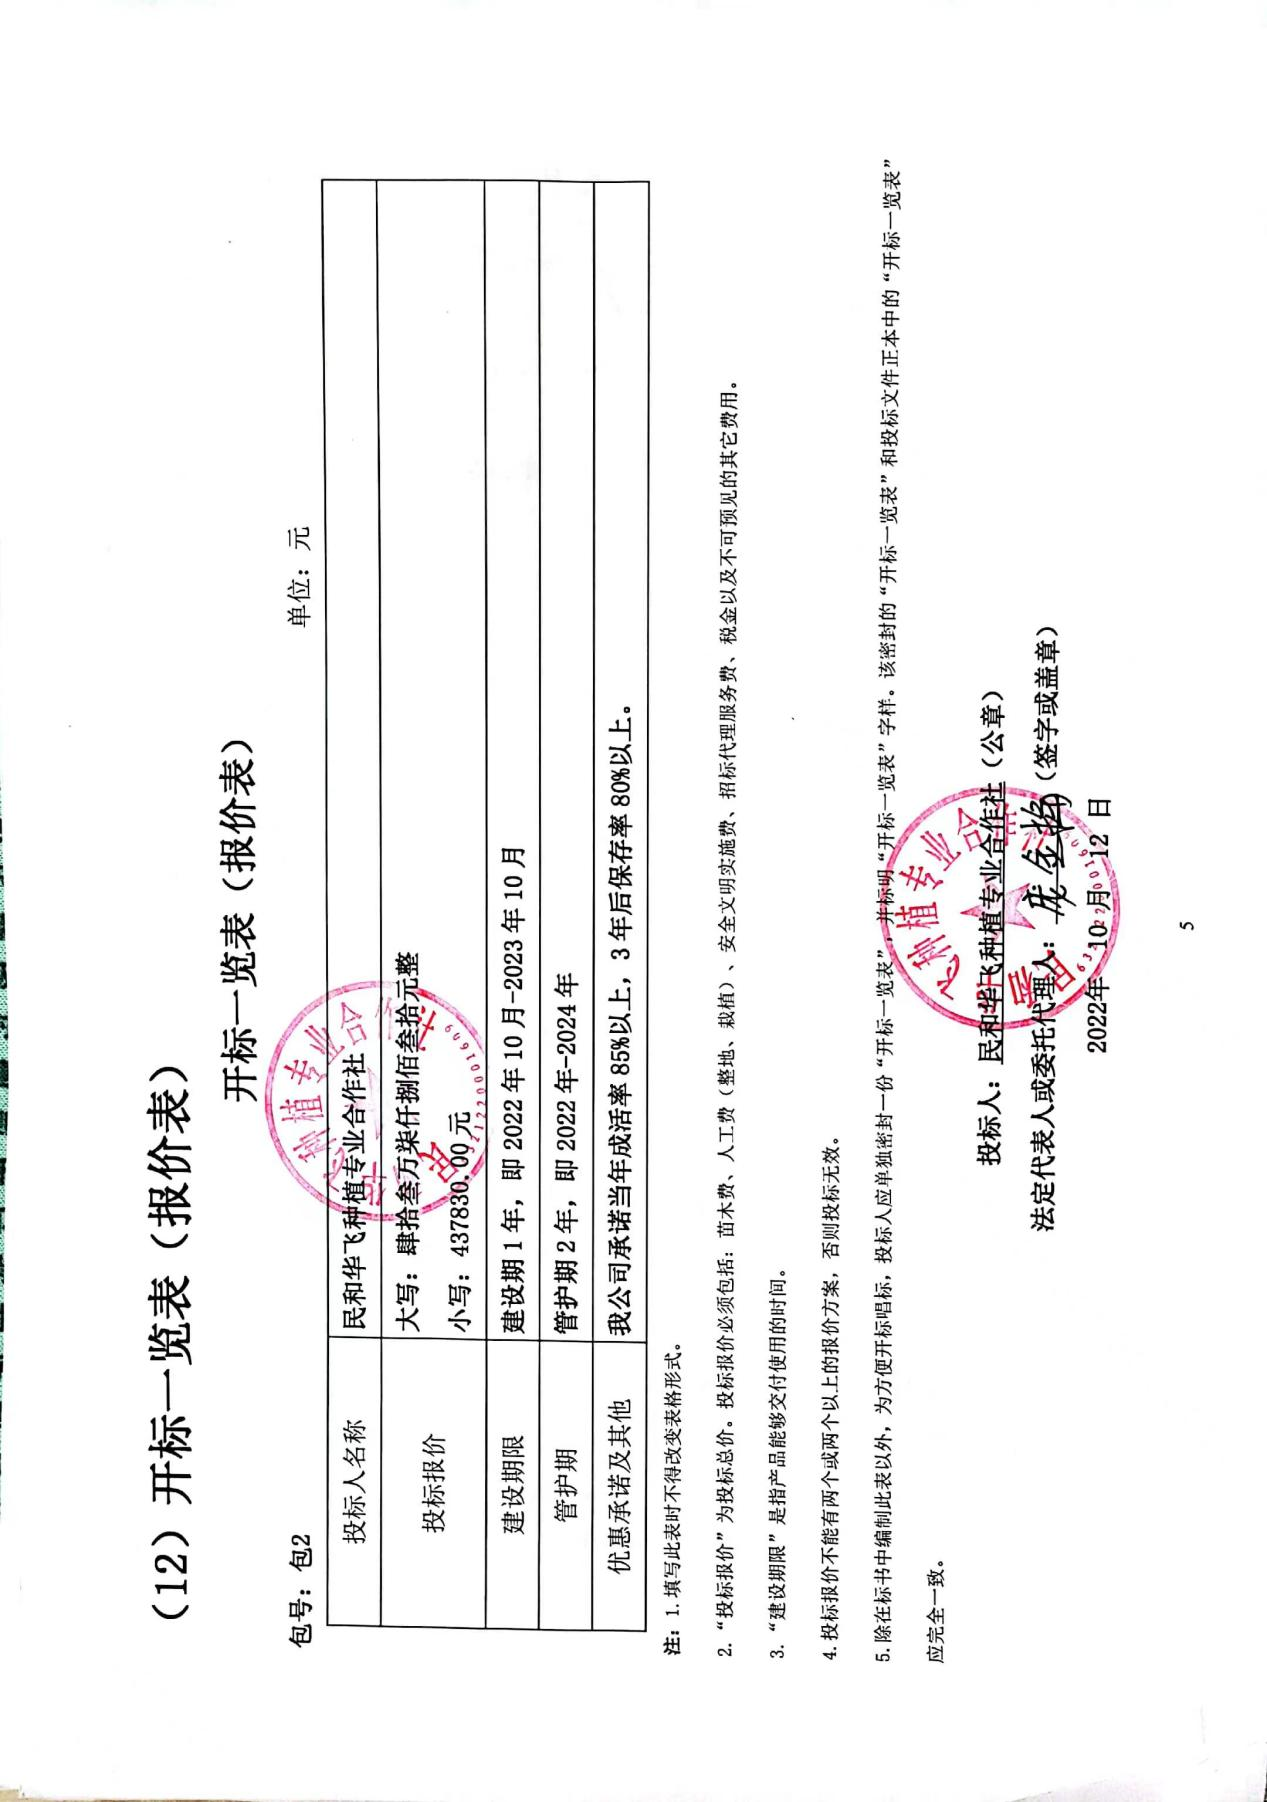 （12）开标一览表（报价表）
开标一览表（报价表）
包号：包2 单位：元
投标人名称 民和华飞种植专业合作社
投标报价 大写：肆拾叁万柒仟捌佰叁拾元整
小写：437830.00元
建设期限 建设期1年，即2022年10月-2023年10月
管护期 管护期2年，即2022年-2024年
优惠承诺及其他 我公司承诺当年成活率85%以上，3年后保存率80%以上。
注：1.填写此表时不得改变表格形式。
2.“投标报价”为投标总价。投标报价必须包括：苗木费、人工费（整地、栽植）、安全文明实施费、招标代理服务费、税金以及不可预见的其它费用。
3.“建设期限”是指产品能够交付使用的时间。
4.投标报价不能有两个或两个以上的报价方案，否则投标无效。
5.除在标书中编制此表以外，为方便开标唱标，投标人应单独密封一份“开标一览表”，并标明“开标一览表”字样。该密封的“开标一览表”和投标文件正本中的“开标一览表”
应完全一致。
投标人：民和华飞种植专业合作社（公章）
法定代表人或委托代理人：（签字或盖章）
2022年10月12日
5